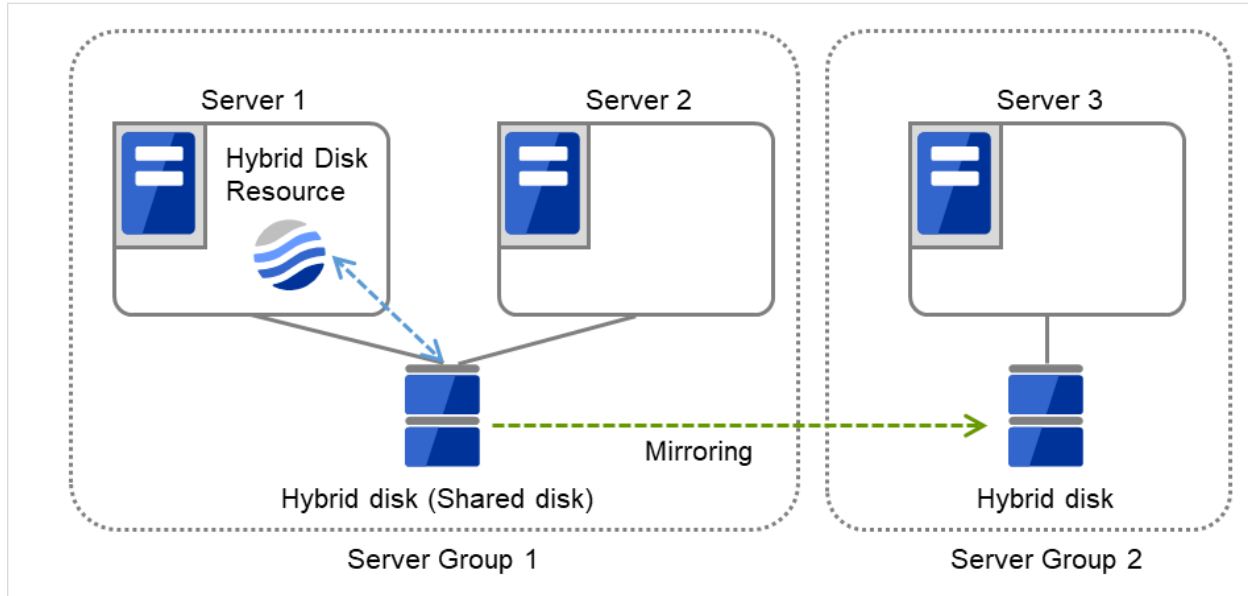 Server 1
Server 2
Server 3
Hybrid Disk
Resource
Mirroring
Hybrid disk (Shared disk)
Hybrid disk
Server Group 1
Server Group 2